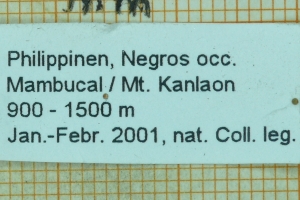 Philippinen, Negros occ.
Mambucal / Mt. Kanlaon
900 - 1500 m
Jan.-Febr. 2001, nat. Coll. leg.